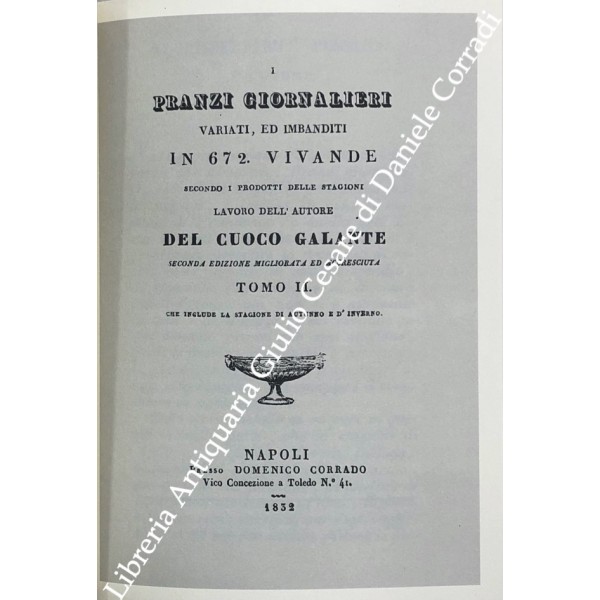 I
PRANZI GIORNALIERI
VARIATI, ED IMBANDITI
IN 672. VIVANDE
SECONDO I PRODOTTI DELLE STAGIONI
LAVORO DELL' AUTORE
DEL CUOCO GALANTE
SECONDA EDIZIONE MIGLIORATA ED ACCRESCIUTA
TOMO II.
CHE INCLUDE LA STAGIONE DI AUTUNNO E D' INVERNO.
NAPOLI
Presso DOMENICO CORRADO
Vico Concezione a Toledo N.º 41.
1832
Libreria Antiquaria Giulio Cesare di Daniele Corradi